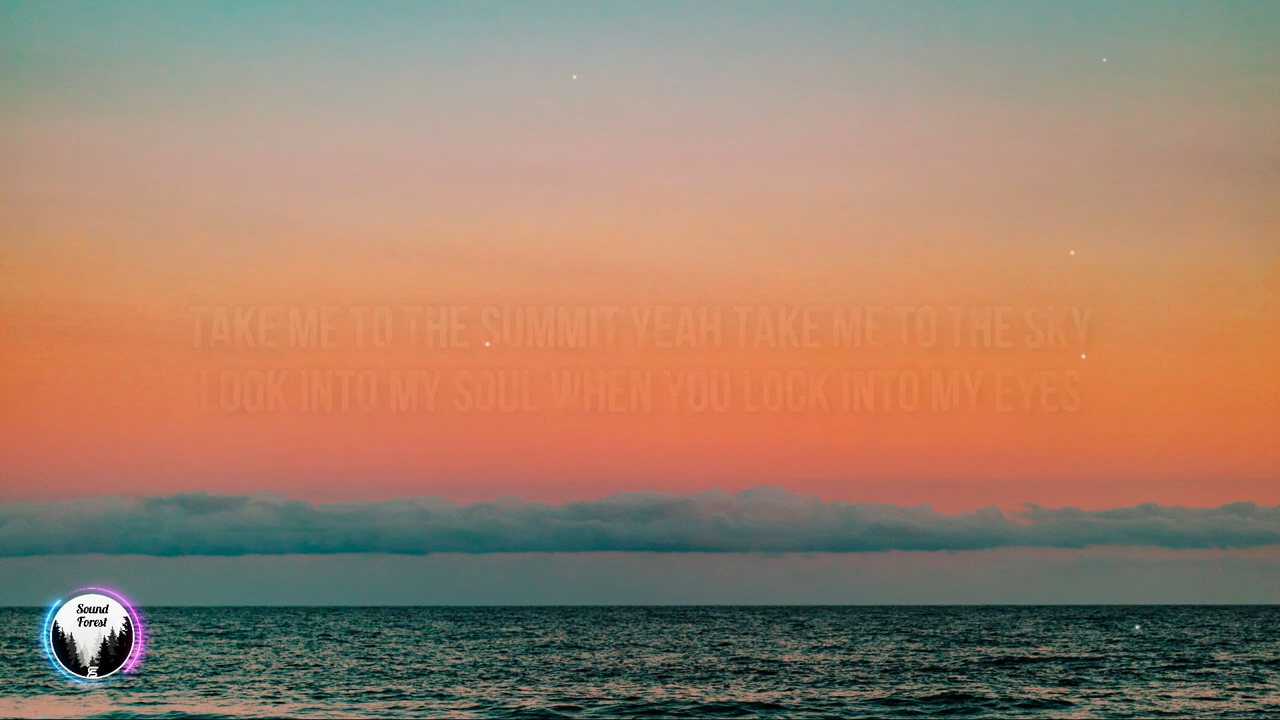 TAKE ME TO THE SUMMIT YEAH TAKE ME TO THE SKY
LOOK INTO MY SOUL WHEN YOU LOCK INTO MY EYES
Sound
Forest